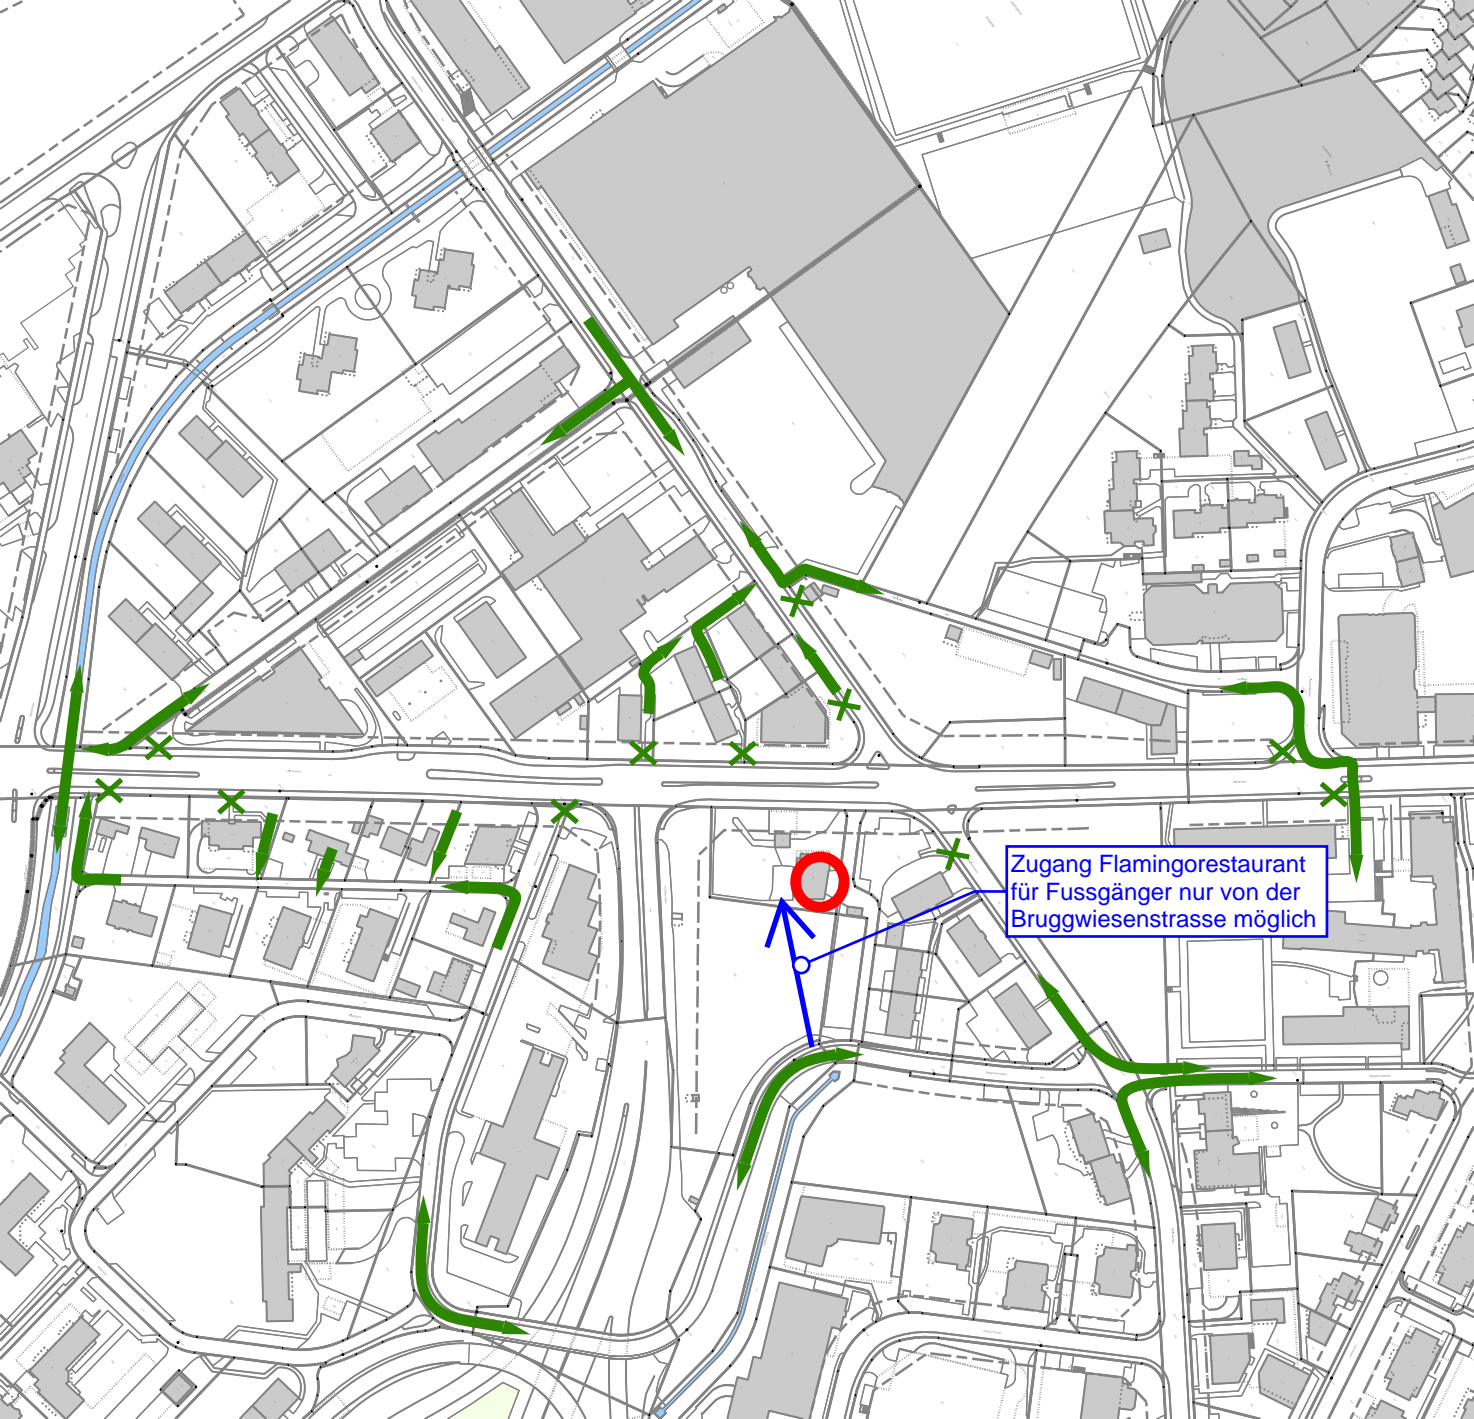 Zugang Flamingorestaurant
für Fussgänger nur von der
Bruggwiesenstrasse möglich